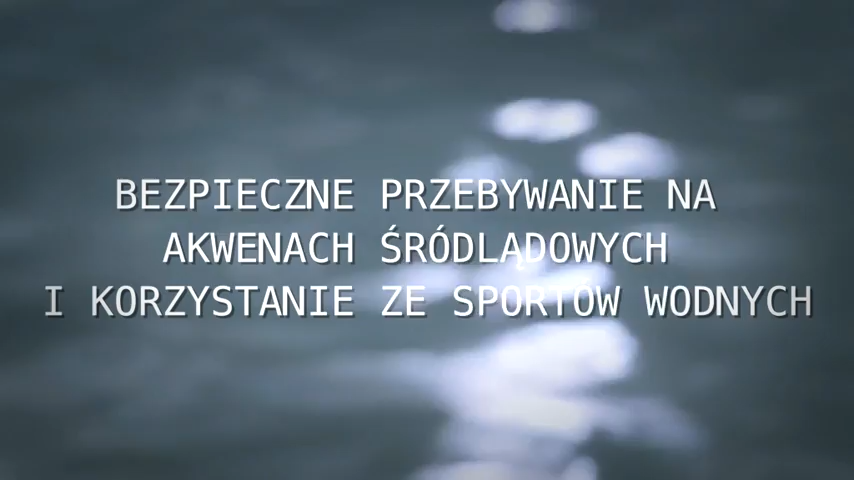 BEZPIECZNE PRZEBYWANIE NA
AKWENACH ŚRÓDLĄDOWYCH
I KORZYSTANIE ZE SPORTÓW WODNYCH